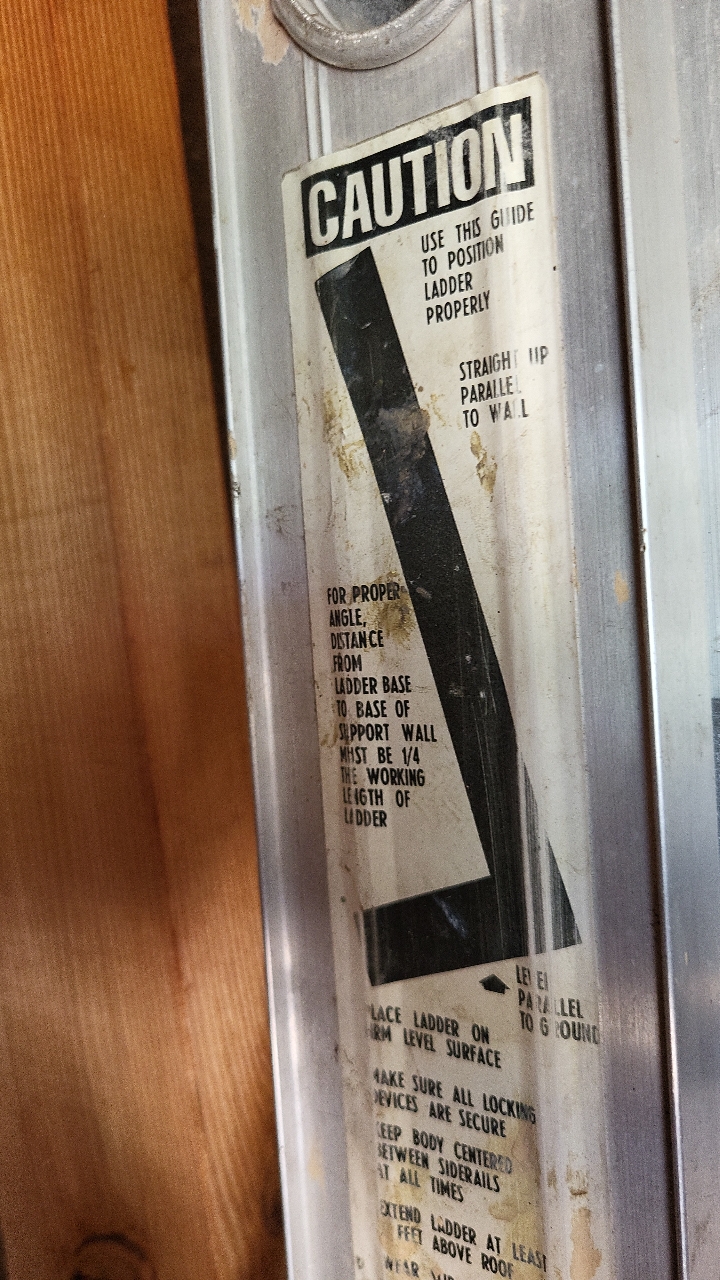 CAUTION
USE THIS GUIDE
TO POSITION
LADDER
PROPERLY
STRAIGHT UP
PARALLEL
TO WALL
FOR PROPER
ANGLE,
DISTANCE
FROM
LADDER BASE
TO BASE OF
SUPPORT WALL
MUST BE 1/4
THE WORKING
LENGTH OF
LADDER
LEVEL
PARALLEL
TO GROUND
PLACE LADDER ON
FIRM LEVEL SURFACE
MAKE SURE ALL LOCKING
DEVICES ARE SECURE
KEEP BODY CENTERED
BETWEEN SIDERAILS
AT ALL TIMES
EXTEND LADDER AT LEAST
FEET ABOVE ROOF
WEAR